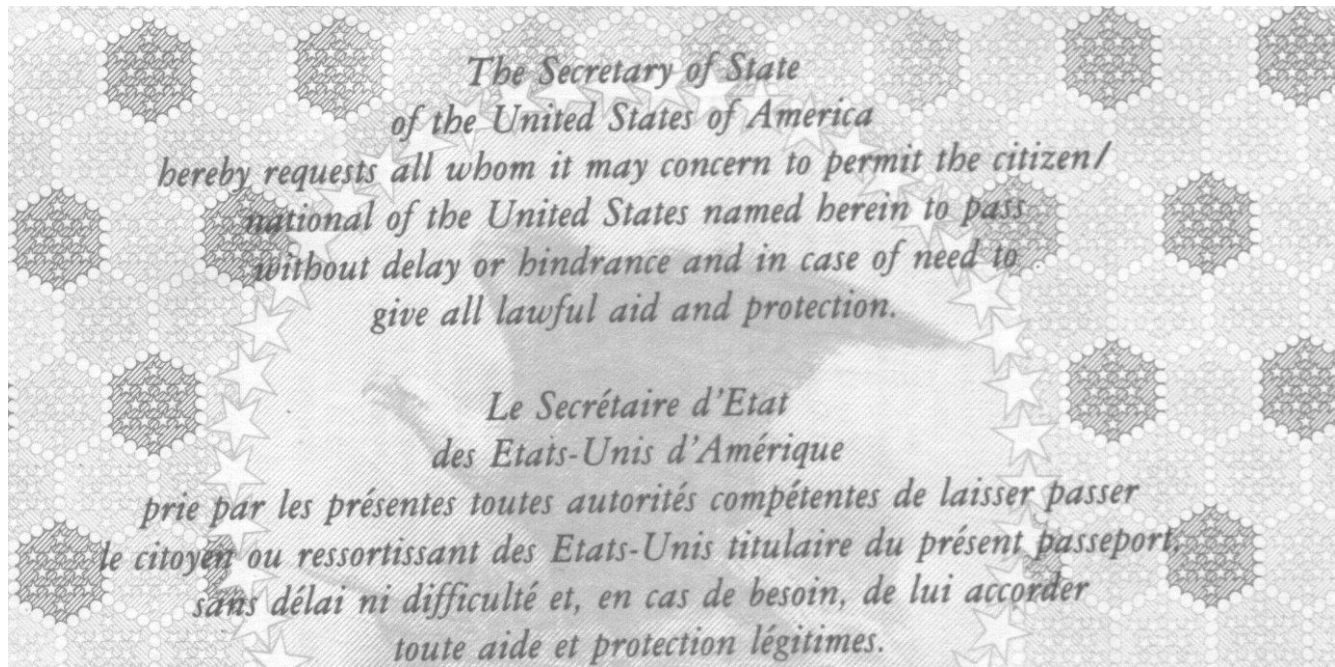 The Secretary of State
of the United States of America
hereby requests all whom it may concern to permit the citizen/
national of the United States named herein to pass
without delay or hindrance and in case of need to
give all lawful aid and protection.
Le Secrétaire d'Etat
des Etats-Unis d'Amérique
prie par les présentes toutes autorités compétentes de laisser passer
le citoyen ou ressortissant des Etats-Unis titulaire du présent passeport,
sans délai ni difficulté et, en cas de besoin, de lui accorder
toute aide et protection légitimes.